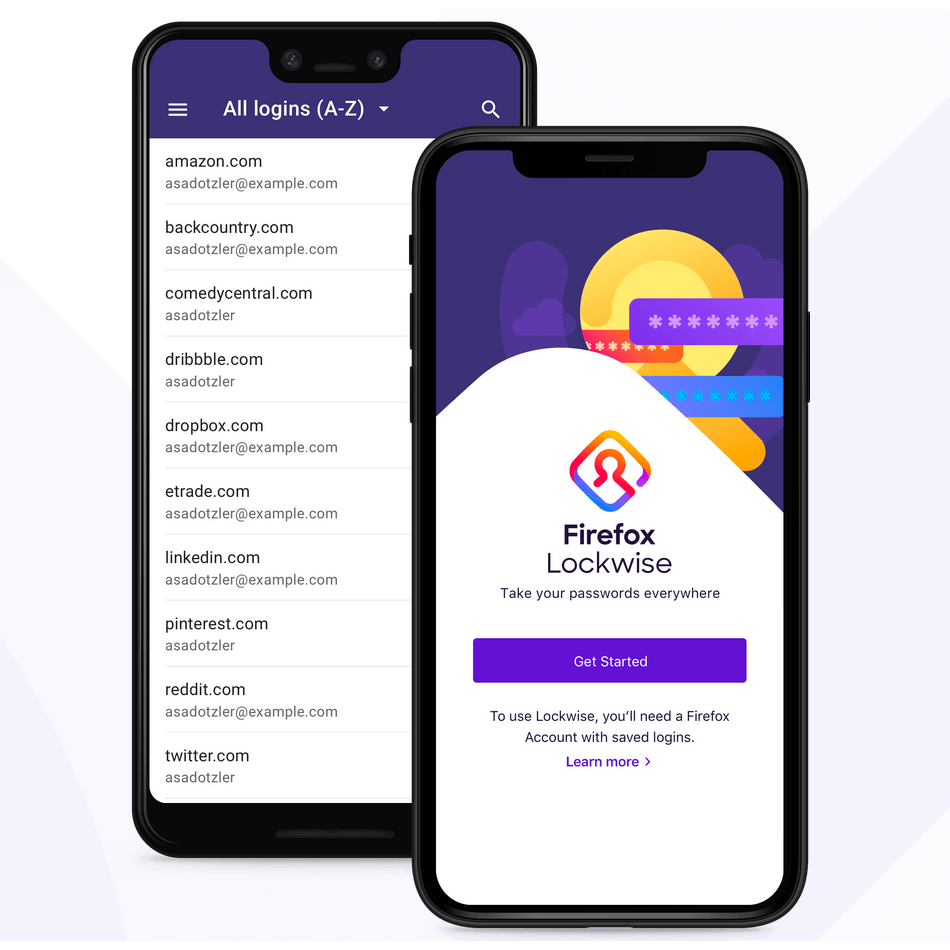 All logins (A-Z)
amazon.com
asadotzler@example.com
backcountry.com
asadotzler@example.com
comedycentral.com
asadotzler
dribbble.com
asadotzler
dropbox.com
asadotzler@example.com
etrade.com
asadotzler@example.com
linkedin.com
asadotzler@example.com
pinterest.com
asadotzler
reddit.com
asadotzler@example.com
twitter.com
asadotzler
*******
******
******
Firefox
Lockwise
Take your passwords everywhere
Get Started
To use Lockwise, you’ll need a Firefox
Account with saved logins.
Learn more >